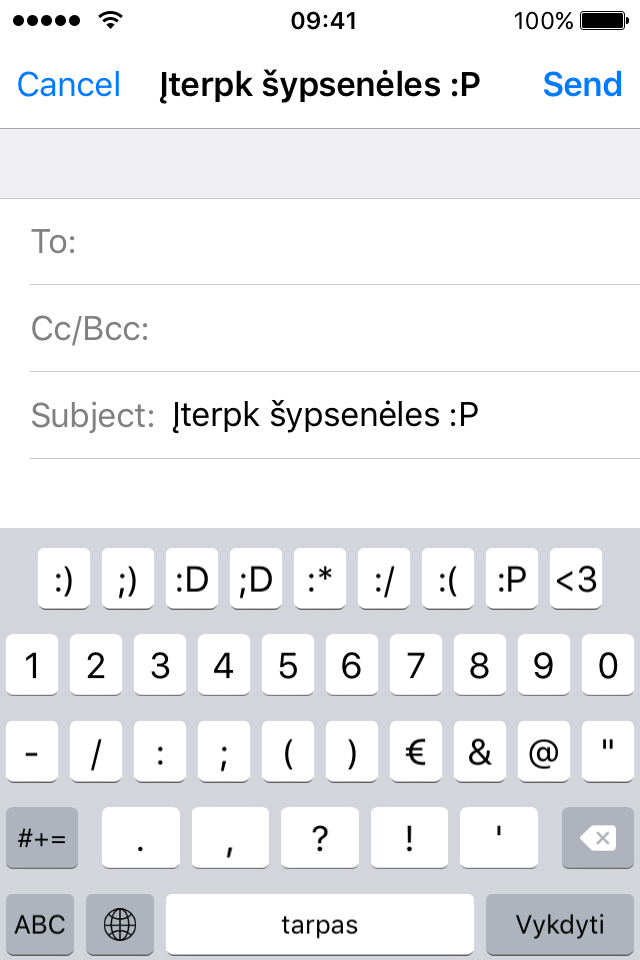 09:41 100%
Cancel Įterpk šypsenėles :P Send
To:
Cc/Bcc:
Subject: Įterpk šypsenėles :P
:) ;) :D ;D :* :/ :( :P <3
1 2 3 4 5 6 7 8 9 0
- / : ; ( ) € & @ "
#+= . , ? ! '
ABC tarpas Vykdyti